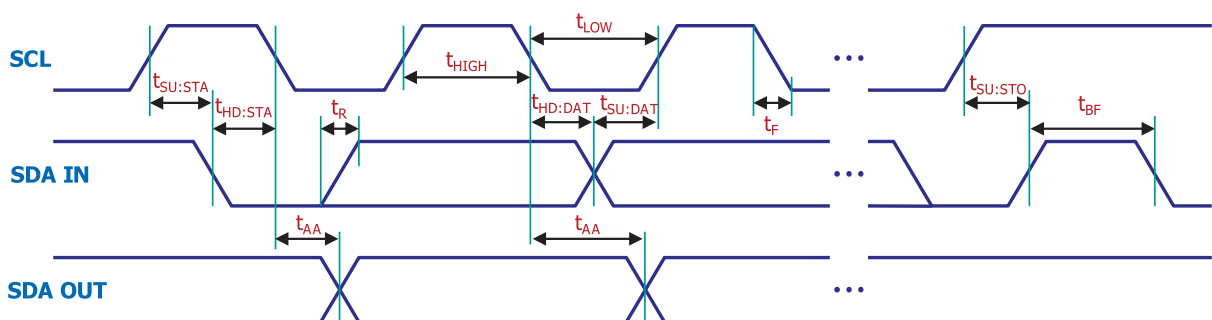 SCL
tSU:STA
tHD:STA
tR
tHIGH
tLOW
tHD:DAT
tSU:DAT
tF
tSU:STO
tBF
SDA IN
tAA
tAA
SDA OUT